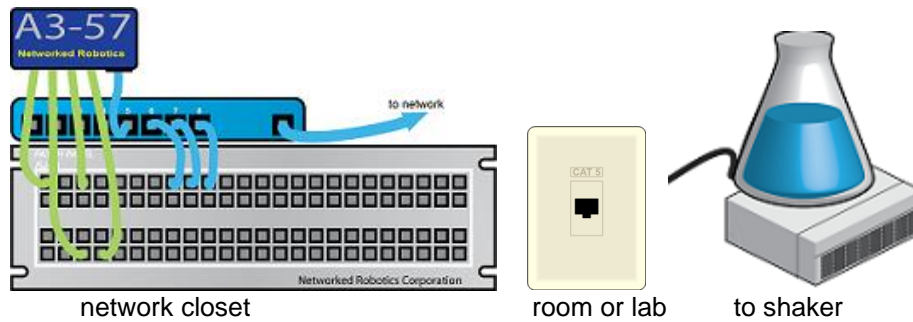 A3-57
Networked Robotics
to network
CAT 5
Networked Robotics Corporation
network closet
room or lab
to shaker